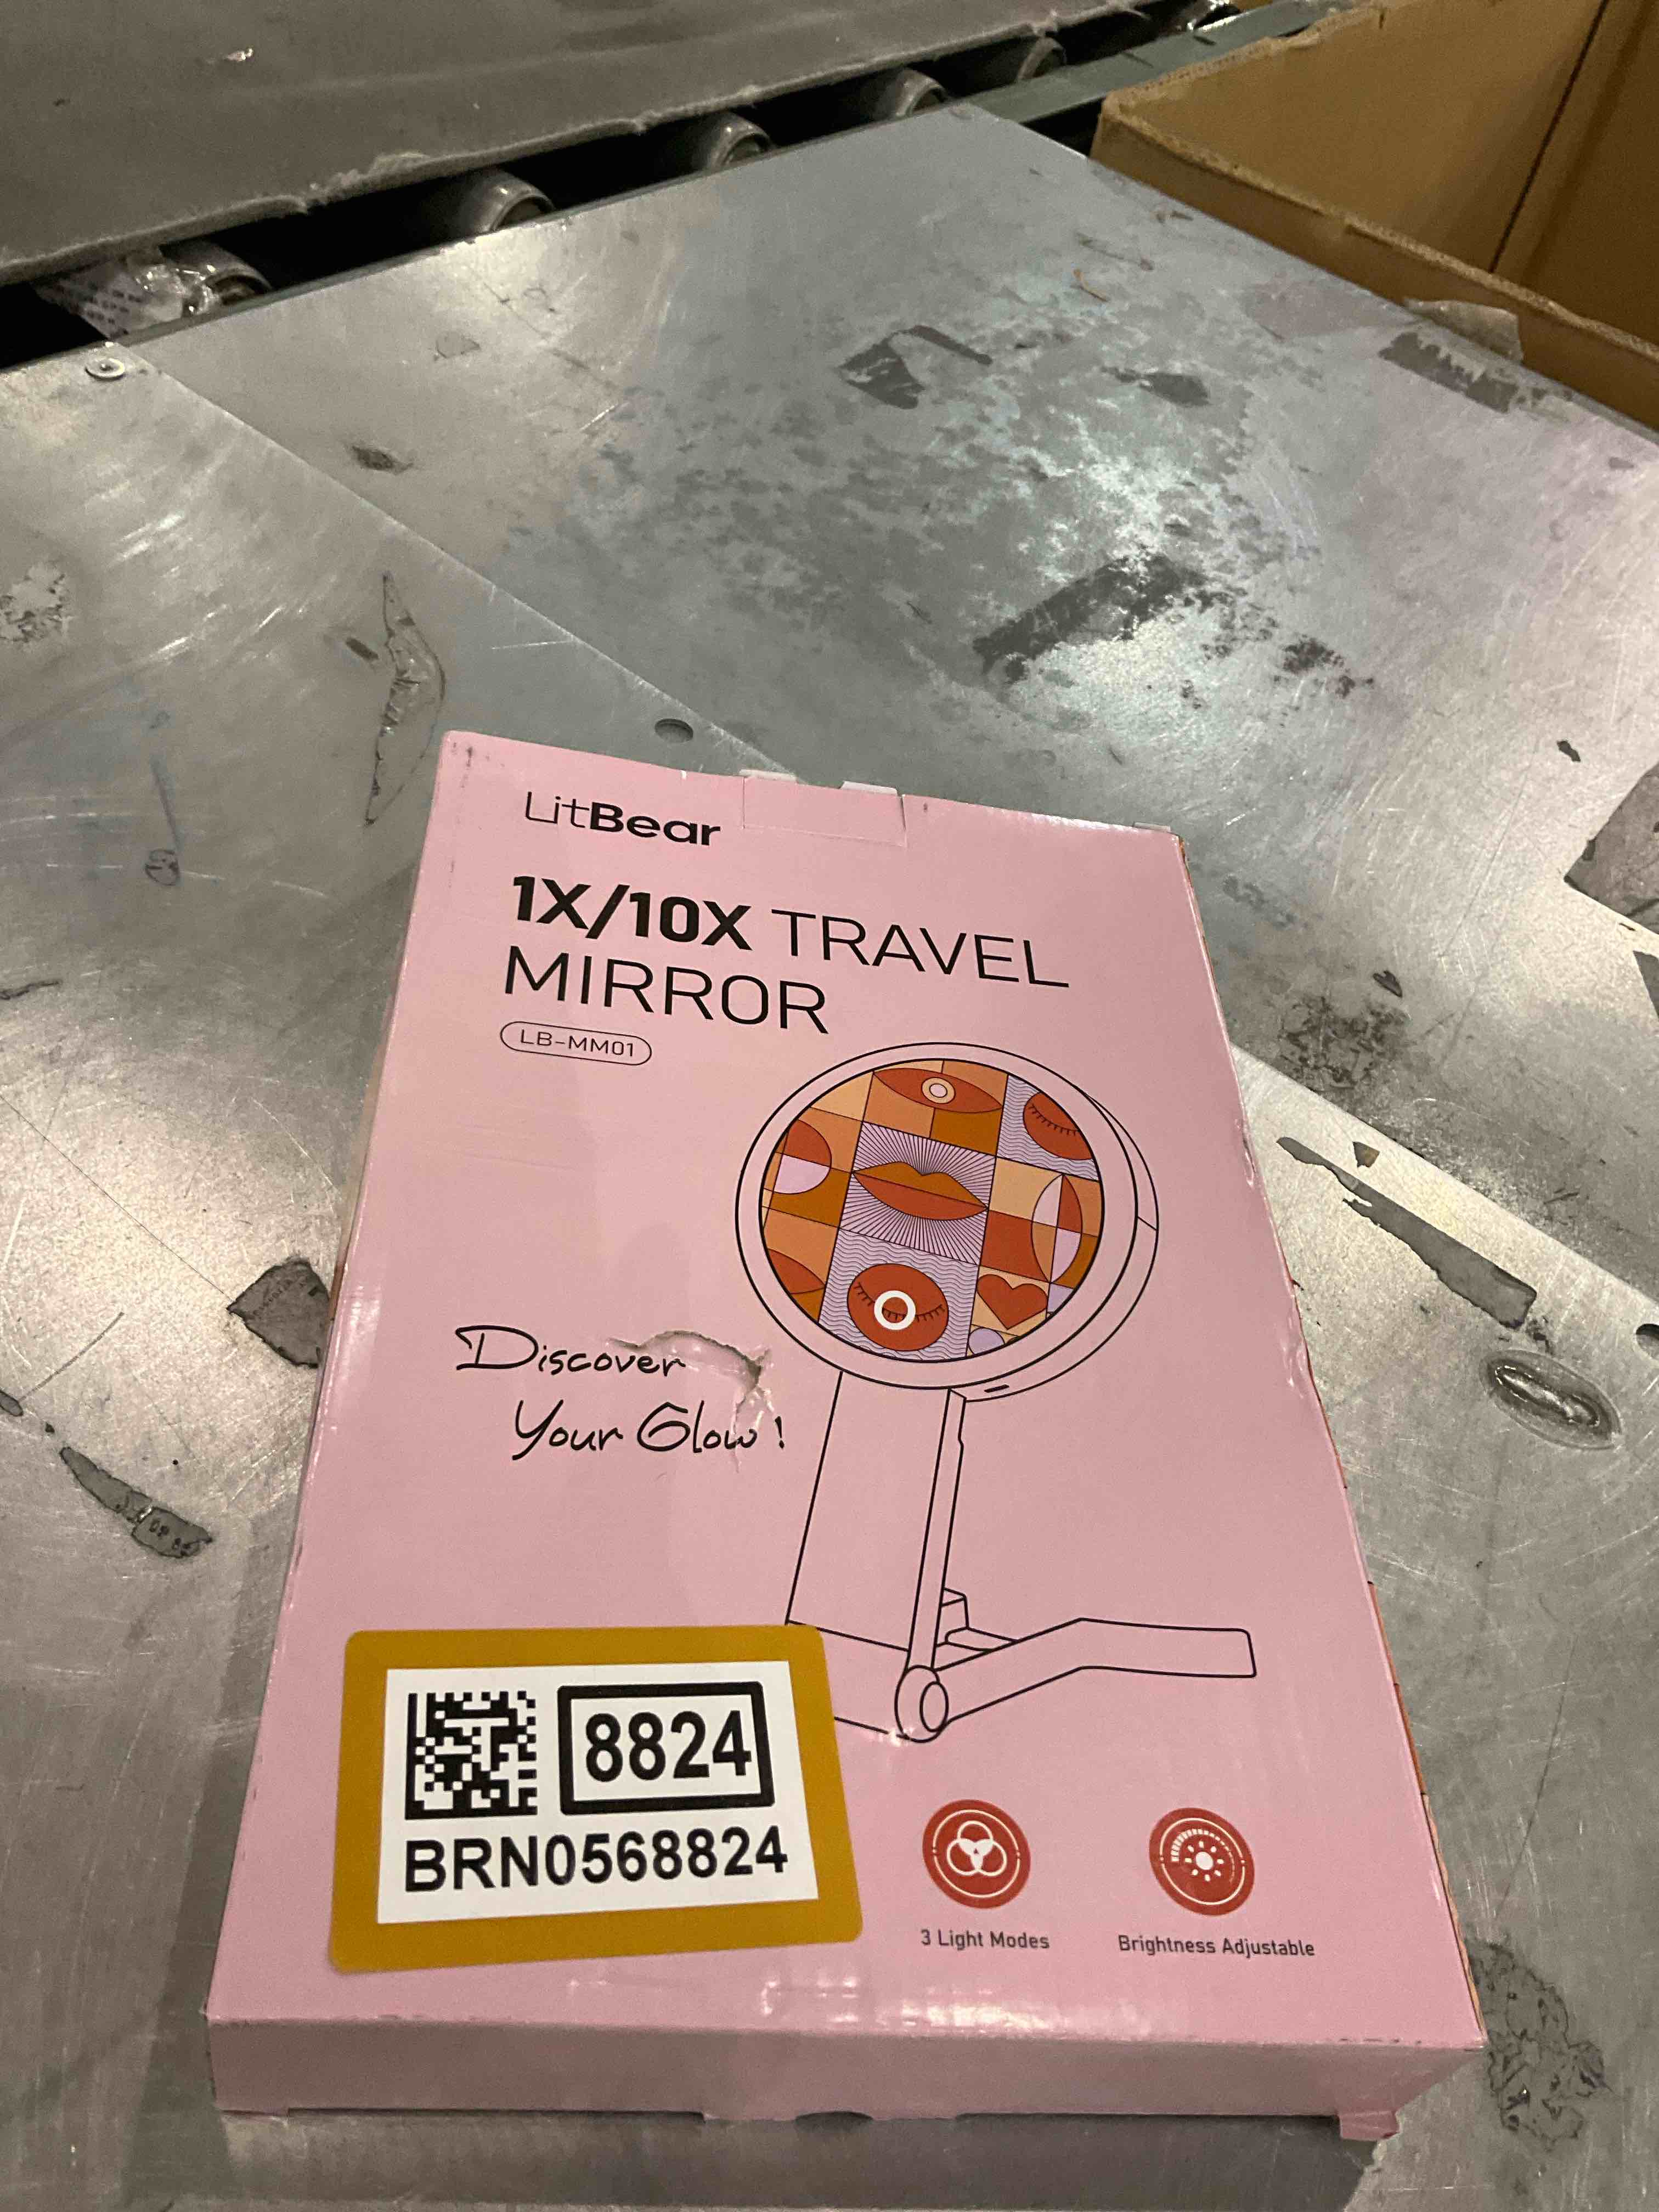 LitBear
1X/10X TRAVEL
MIRROR
LB-MM01
Discover
Your Glow!
8824
BRN0568824
3 Light Modes
Brightness Adjustable